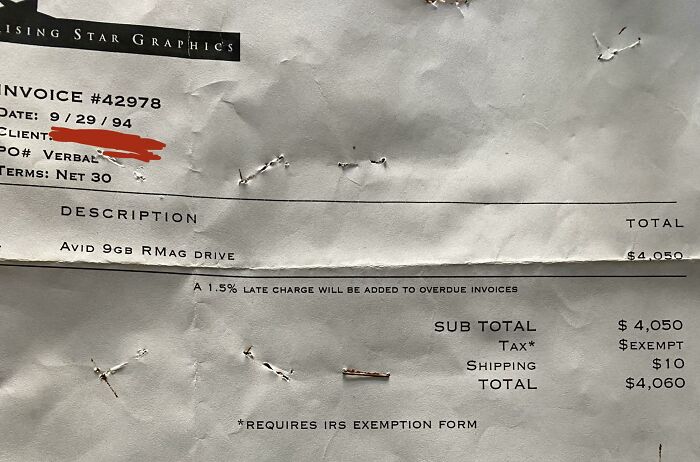 ISING STAR GRAPHICS
INVOICE #42978
DATE: 9 / 29 / 94
CLIENT:
PO# VERBAL
TERMS: NET 30
DESCRIPTION TOTAL
AVID 9GB RMAG DRIVE $4,050
A 1.5% LATE CHARGE WILL BE ADDED TO OVERDUE INVOICES
SUB TOTAL $ 4,050
TAX* $EXEMPT
SHIPPING $10
TOTAL $4,060
*REQUIRES IRS EXEMPTION FORM